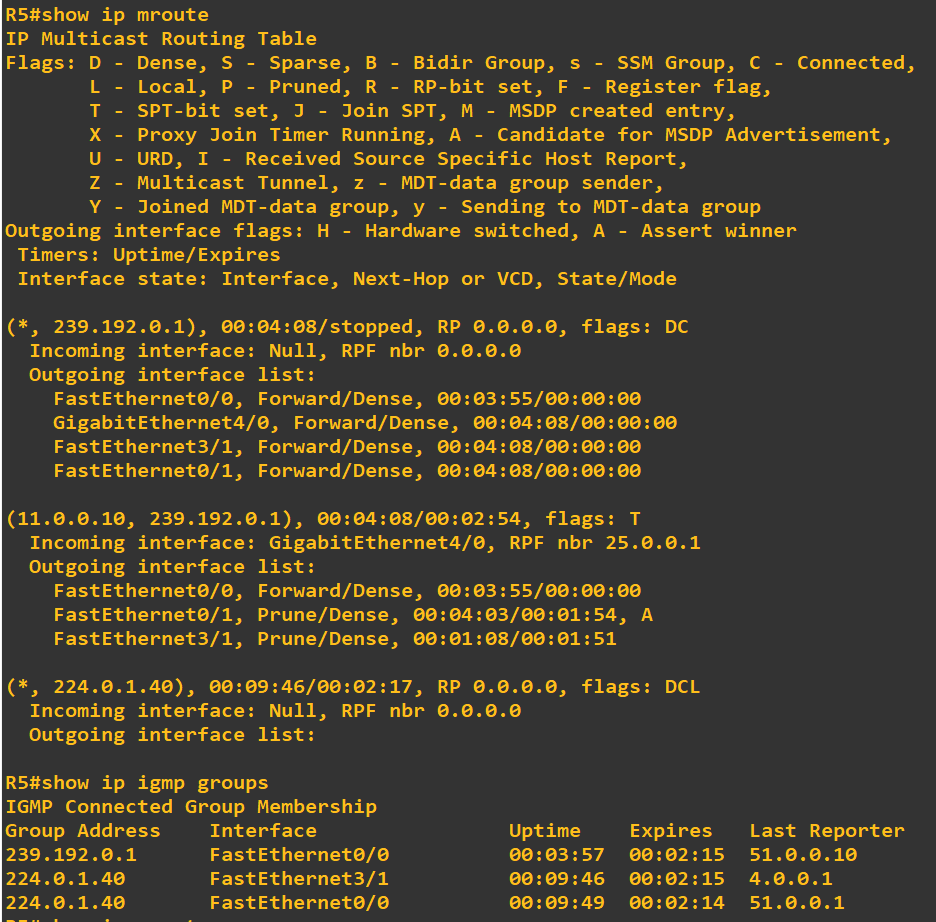 R5#show ip mroute
IP Multicast Routing Table
Flags: D - Dense, S - Sparse, B - Bidir Group, s - SSM Group, C - Connected,
       L - Local, P - Pruned, R - RP-bit set, F - Register flag,
       T - SPT-bit set, J - Join SPT, M - MSDP created entry,
       X - Proxy Join Timer Running, A - Candidate for MSDP Advertisement,
       U - URD, I - Received Source Specific Host Report,
       Z - Multicast Tunnel, z - MDT-data group sender,
       Y - Joined MDT-data group, y - Sending to MDT-data group
Outgoing interface flags: H - Hardware switched, A - Assert winner
 Timers: Uptime/Expires
 Interface state: Interface, Next-Hop or VCD, State/Mode

(*, 239.192.0.1), 00:04:08/stopped, RP 0.0.0.0, flags: DC
  Incoming interface: Null, RPF nbr 0.0.0.0
  Outgoing interface list:
    FastEthernet0/0, Forward/Dense, 00:03:55/00:00:00
    GigabitEthernet4/0, Forward/Dense, 00:04:08/00:00:00
    FastEthernet3/1, Forward/Dense, 00:04:08/00:00:00
    FastEthernet0/1, Forward/Dense, 00:04:08/00:00:00

(11.0.0.10, 239.192.0.1), 00:04:08/00:02:54, flags: T
  Incoming interface: GigabitEthernet4/0, RPF nbr 25.0.0.1
  Outgoing interface list:
    FastEthernet0/0, Forward/Dense, 00:03:55/00:00:00
    FastEthernet0/1, Prune/Dense, 00:04:03/00:01:54, A
    FastEthernet3/1, Prune/Dense, 00:01:08/00:01:51

(*, 224.0.1.40), 00:09:46/00:02:17, RP 0.0.0.0, flags: DCL
  Incoming interface: Null, RPF nbr 0.0.0.0
  Outgoing interface list:

R5#show ip igmp groups
IGMP Connected Group Membership
Group Address    Interface                Uptime    Expires   Last Reporter
239.192.0.1      FastEthernet0/0          00:03:57  00:02:15  51.0.0.10
224.0.1.40       FastEthernet3/1          00:09:46  00:02:15  4.0.0.1
224.0.1.40       FastEthernet0/0          00:09:49  00:02:14  51.0.0.1